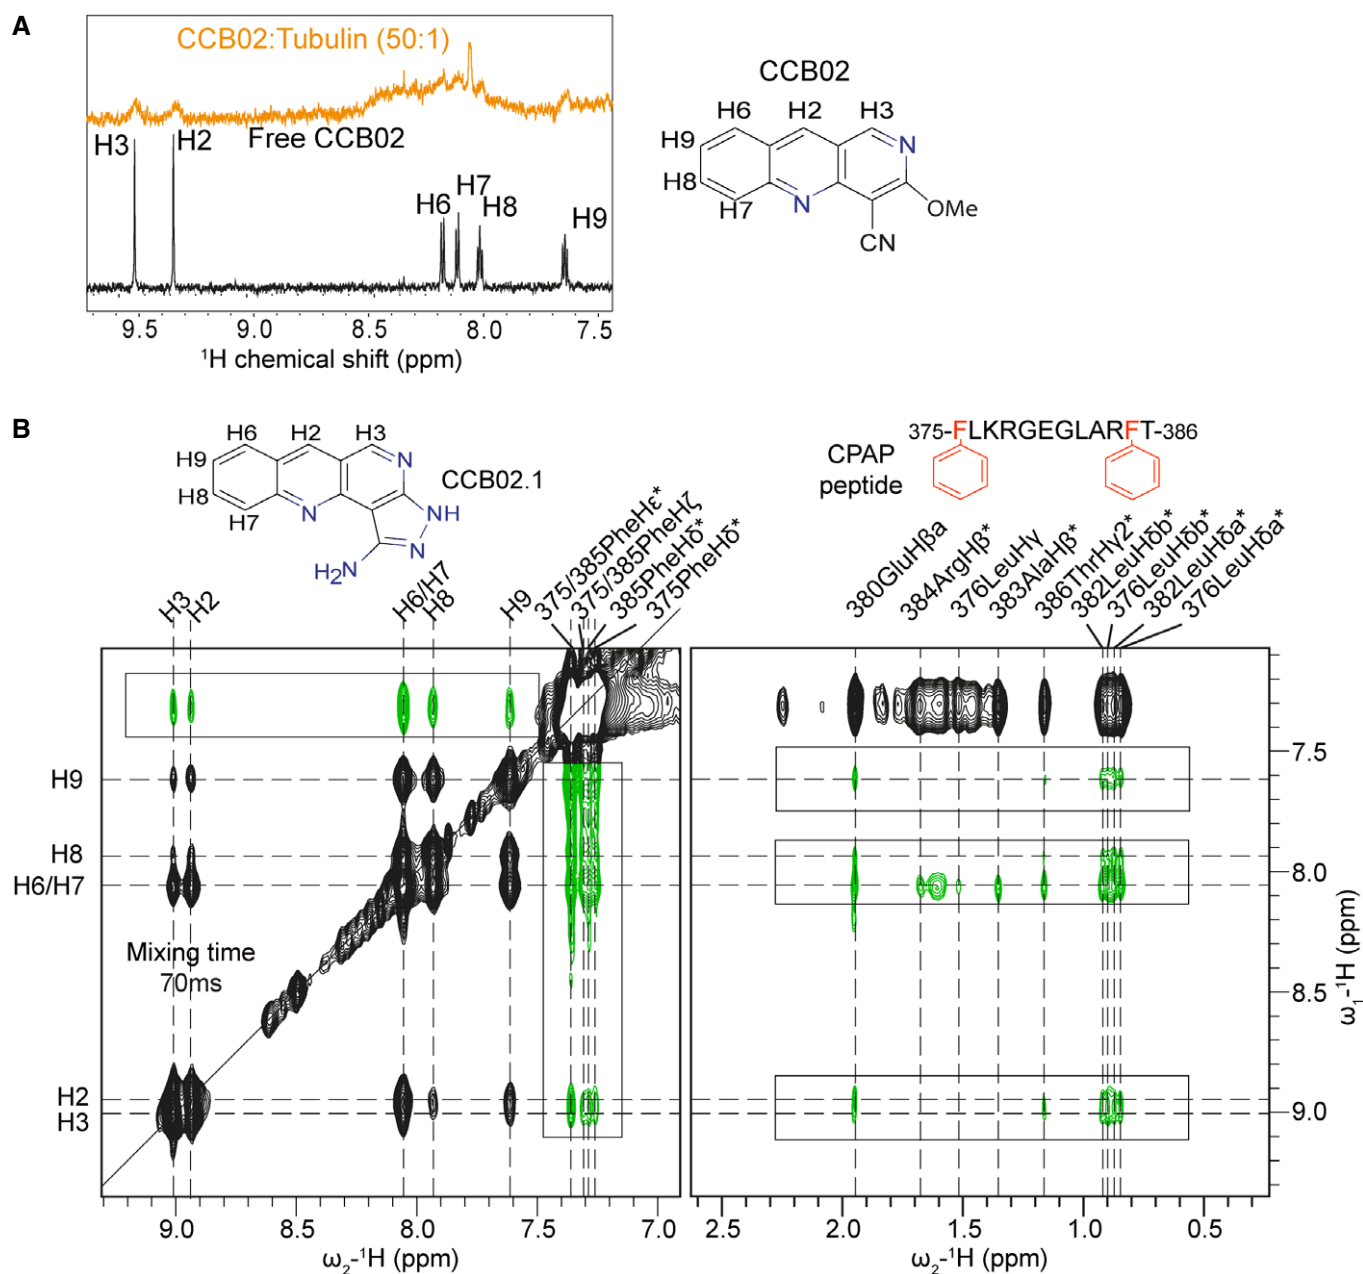 A
CCB02:Tubulin (50:1)
H3
H2
Free CCB02
H6
H7
H8
H9
9.5
9.0
8.5
8.0
7.5
¹H chemical shift (ppm)
CCB02
H6
H2
H3
H9
N
H8
H7
N
OMe
CN
B
H6
H2
H3
H9
N
CCB02.1
H8
H7
N
NH
N
H₂N
375-FLKRGEGLARFT-386
CPAP
peptide
H3
H2
H6/H7
H8
H9
375/385PheHε*
375/385PheHζ
385PheHδ*
375PheHδ*
380GluHβa
384ArgHβ*
376LeuHγ
383AlaHβ*
386ThrHγ2*
382LeuHδb*
376LeuHδb*
382LeuHδa*
376LeuHδa*
H9
H8
H6/H7
Mixing time
70ms
H2
H3
7.5
8.0
8.5
9.0
ω₁-¹H (ppm)
9.0
8.5
8.0
7.5
7.0
ω₂-¹H (ppm)
2.5
2.0
1.5
1.0
0.5
ω₂-¹H (ppm)